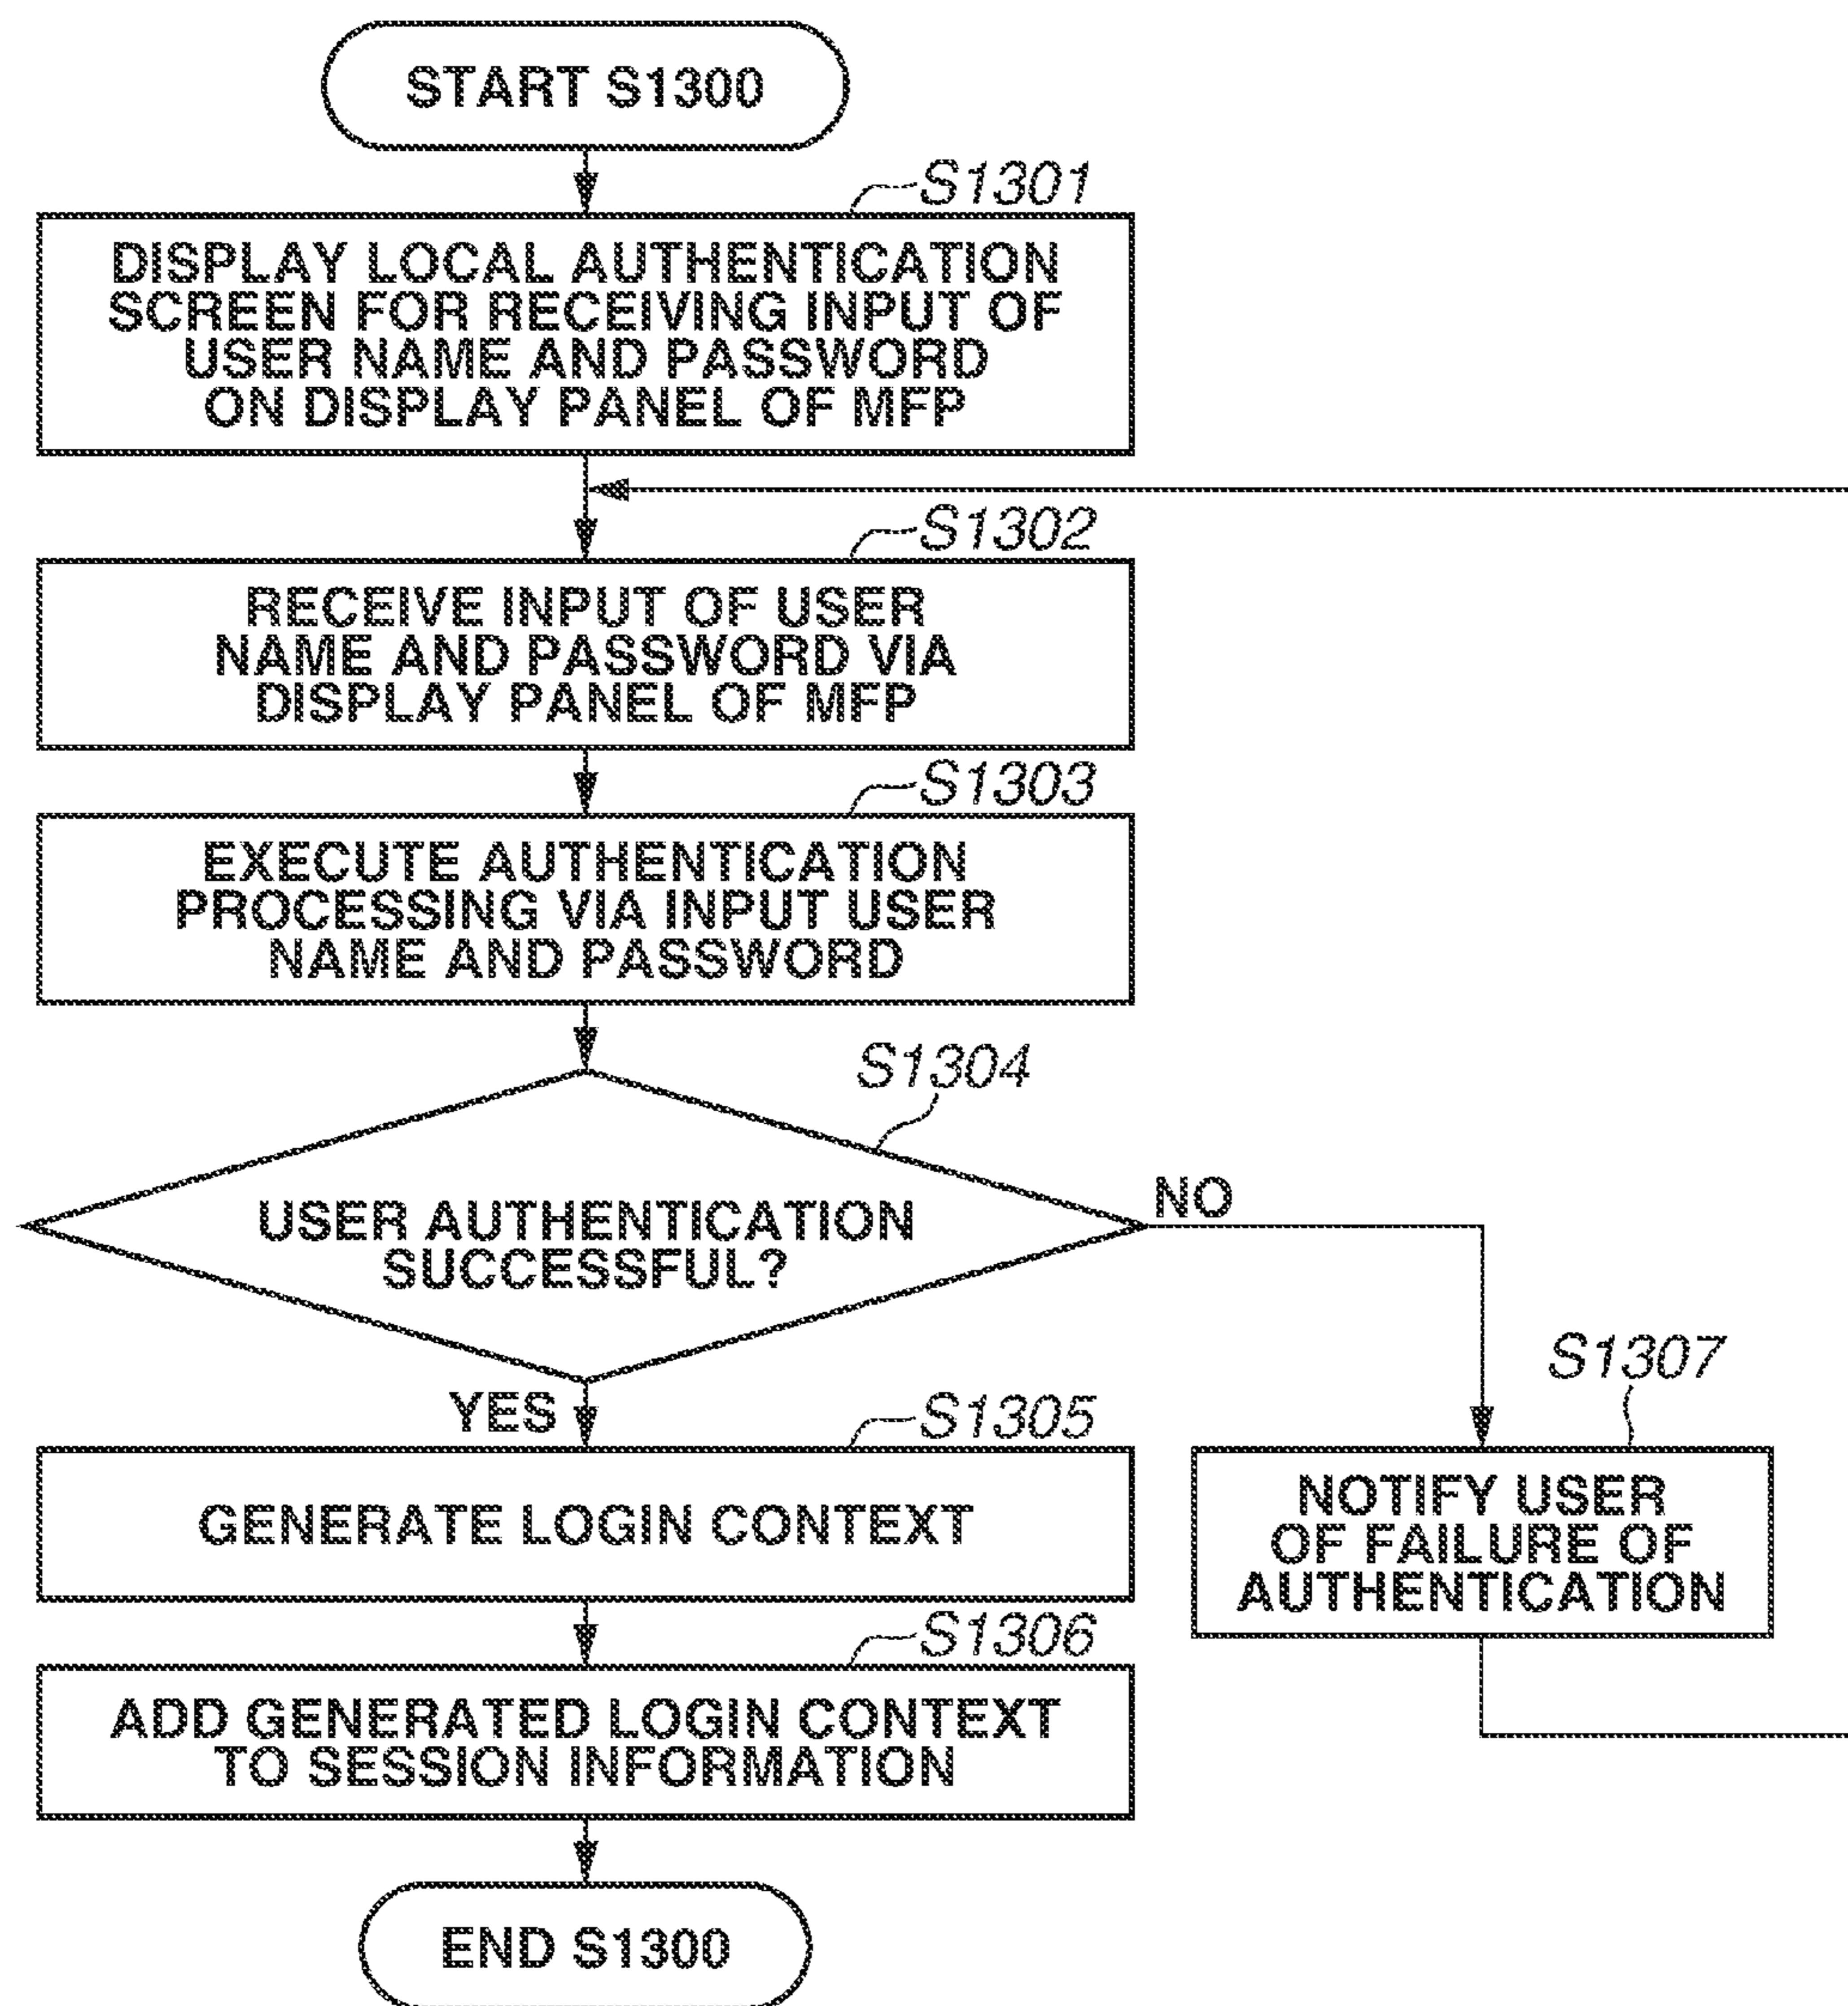 START S1300
S1301
DISPLAY LOCAL AUTHENTICATION
SCREEN FOR RECEIVING INPUT OF
USER NAME AND PASSWORD
ON DISPLAY PANEL OF MFP
S1302
RECEIVE INPUT OF USER
NAME AND PASSWORD VIA
DISPLAY PANEL OF MFP
S1303
EXECUTE AUTHENTICATION
PROCESSING VIA INPUT USER
NAME AND PASSWORD
S1304
USER AUTHENTICATION
SUCCESSFUL?
NO
YES
S1305
GENERATE LOGIN CONTEXT
S1307
NOTIFY USER
OF FAILURE OF
AUTHENTICATION
S1306
ADD GENERATED LOGIN CONTEXT
TO SESSION INFORMATION
END S1300